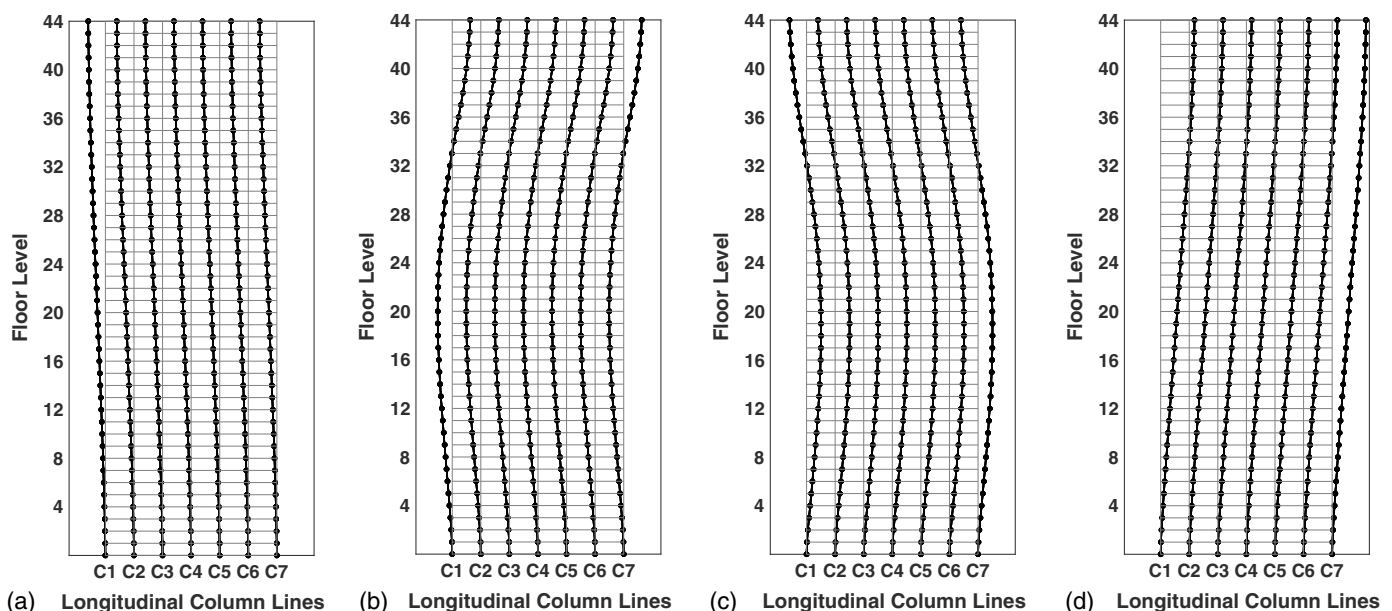 44 44 44 44
40 40 40 40
36 36 36 36
32 32 32 32
28 28 28 28
24 24 24 24
20 20 20 20
16 16 16 16
12 12 12 12
8 8 8 8
4 4 4 4
Floor Level Floor Level Floor Level Floor Level
C1 C2 C3 C4 C5 C6 C7 C1 C2 C3 C4 C5 C6 C7 C1 C2 C3 C4 C5 C6 C7 C1 C2 C3 C4 C5 C6 C7
(a) Longitudinal Column Lines (b) Longitudinal Column Lines (c) Longitudinal Column Lines (d) Longitudinal Column Lines